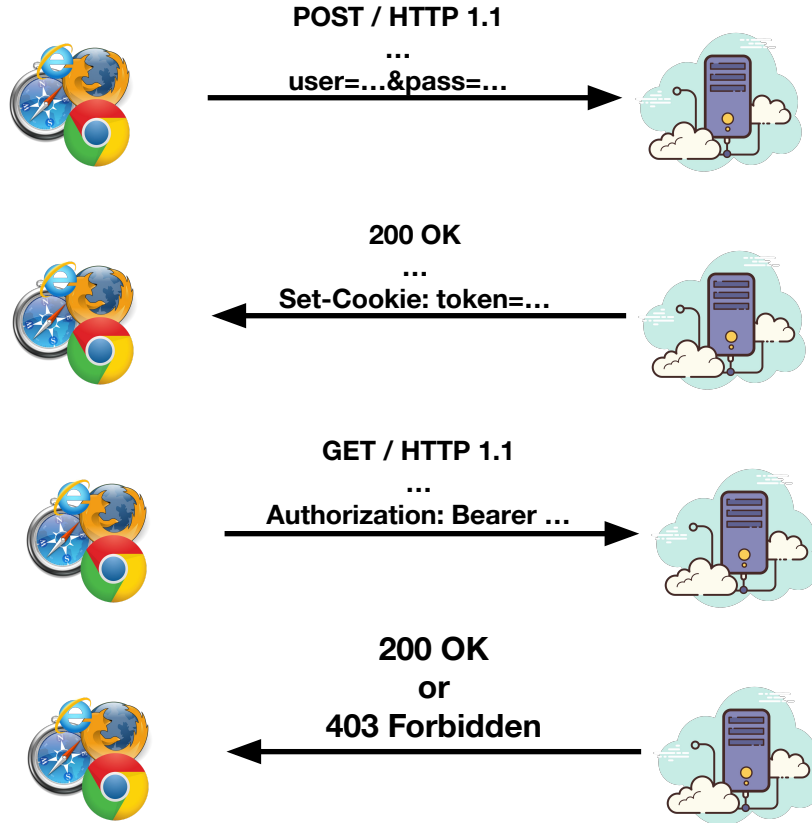 POST / HTTP 1.1
...
user=...&pass=...
200 OK
...
Set-Cookie: token=...
GET / HTTP 1.1
...
Authorization: Bearer ...
200 OK
or
403 Forbidden